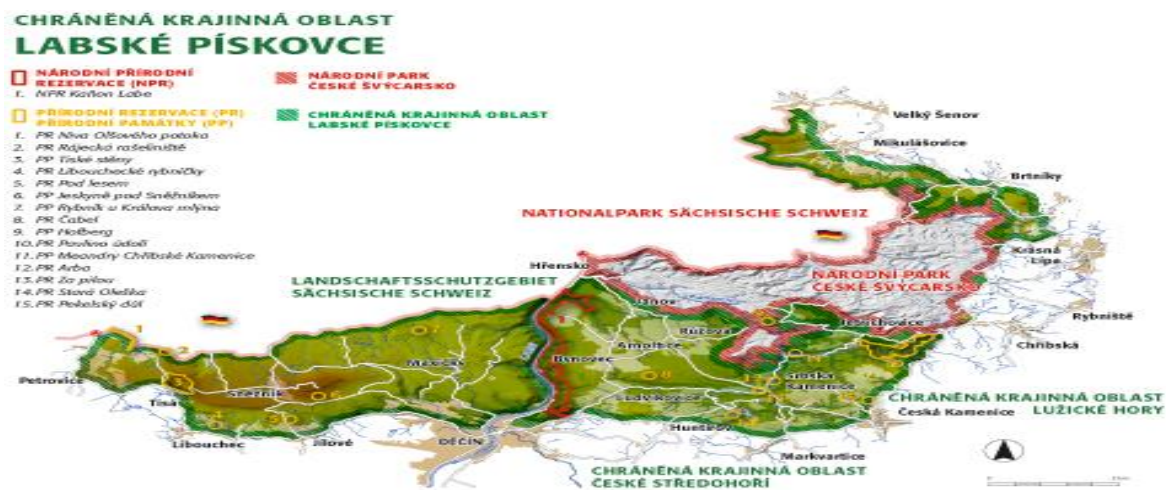 CHRÁNĚNÁ KRAJINNÁ OBLAST
LABSKÉ PÍSKOVCE
NÁRODNÍ PŘÍRODNÍ
REZERVACE (NPR)
1. NPR Kaňon Labe
PŘÍRODNÍ REZERVACE (PR)
PŘÍRODNÍ PAMÁTKY (PP)
1. PR Niva Olšového potoka
2. PR Rájecká rašeliniště
3. PP Tiské stěny
4. PR Libouchecké rybníčky
5. PR Pod lesem
6. PP Jeskyně pod Sněžníkem
7. PP Rybník u Králova mlýna
8. PR Čabel
9. PP Hofberg
10. PR Pavlino údolí
11. PP Meandry Chřibské Kamenice
12. PR Arba
13. PR Za pilou
14. PR Stará Oleška
15. PR Pekelský důl
NÁRODNÍ PARK
ČESKÉ ŠVÝCARSKO
CHRÁNĚNÁ KRAJINNÁ OBLAST
LABSKÉ PÍSKOVCE
Velký Šenov
Mikulášovice
Brtníky
NATIONALPARK SÄCHSISCHE SCHWEIZ
Krásná
Lípa
Hřensko
NÁRODNÍ PARK
ČESKÉ ŠVÝCARSKO
LANDSCHAFTSSCHUTZGEBIET
SÄCHSISCHE SCHWEIZ
Janov
Rybniště
Růžová
Jetřichovice
Chřibská
Arnoltice
Bynovec
Maxičky
Petrovice
Tisá
Sněžník
Srbská
Kamenice
Ludvíkovice
CHRÁNĚNÁ KRAJINNÁ OBLAST
LUŽICKÉ HORY
Česká Kamenice
Huntířov
Libouchec
Jílové
DĚČÍN
Markvartice
CHRÁNĚNÁ KRAJINNÁ OBLAST
ČESKÉ STŘEDOHOŘÍ
1
2
3
5
6
7
8